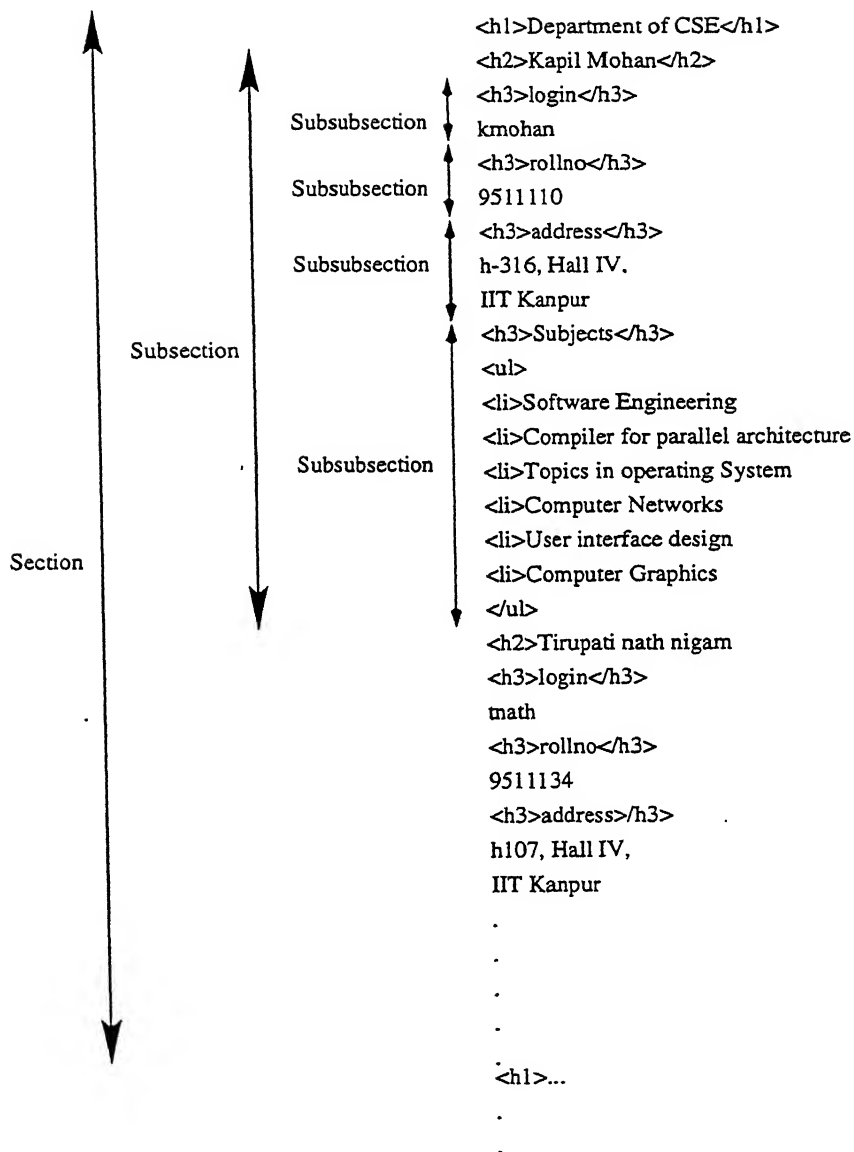 <h1>Department of CSE</h1>
<h2>Kapil Mohan</h2>
<h3>login</h3>
Subsubsection
kmohan
<h3>rollno</h3>
Subsubsection
9511110
<h3>address</h3>
Subsubsection
h-316, Hall IV.
IIT Kanpur
<h3>Subjects</h3>
Subsection
<ul>
<li>Software Engineering
<li>Compiler for parallel architecture
Subsubsection
<li>Topics in operating System
<li>Computer Networks
<li>User interface design
Section
<li>Computer Graphics
</ul>
<h2>Tirupati nath nigam
<h3>login</h3>
tnath
<h3>rollno</h3>
9511134
<h3>address>/h3>
h107, Hall IV,
IIT Kanpur
.
.
.
.
.
<h1>...
.
.